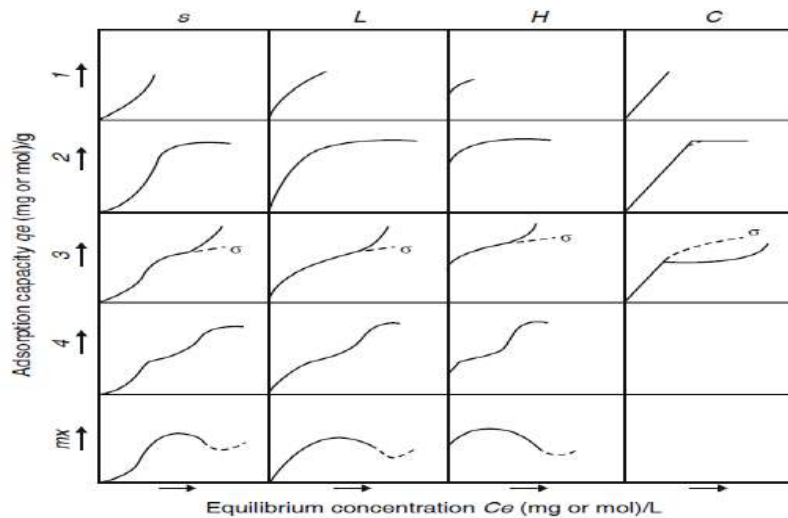 s L H C
1
2
3
4
mx
σ σ σ σ
Adsorption capacity qe (mg or mol)/g
Equilibrium concentration Ce (mg or mol)/L